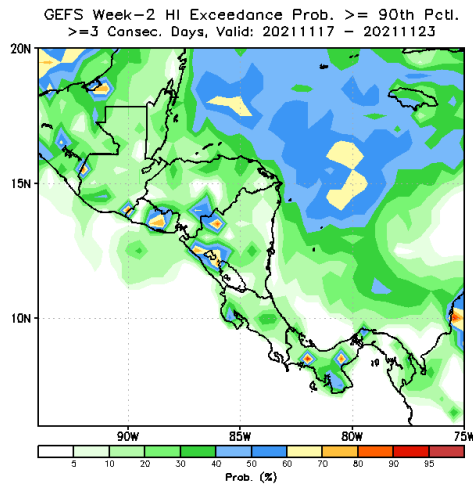 GEFS Week-2 HI Exceedance Prob. >= 90th Pctl.
>=3 Consec. Days, Valid: 20211117 - 20211123
20N
15N
10N
90W 85W 80W 75W
5 10 20 30 40 50 60 70 80 90 95
Prob. (%)